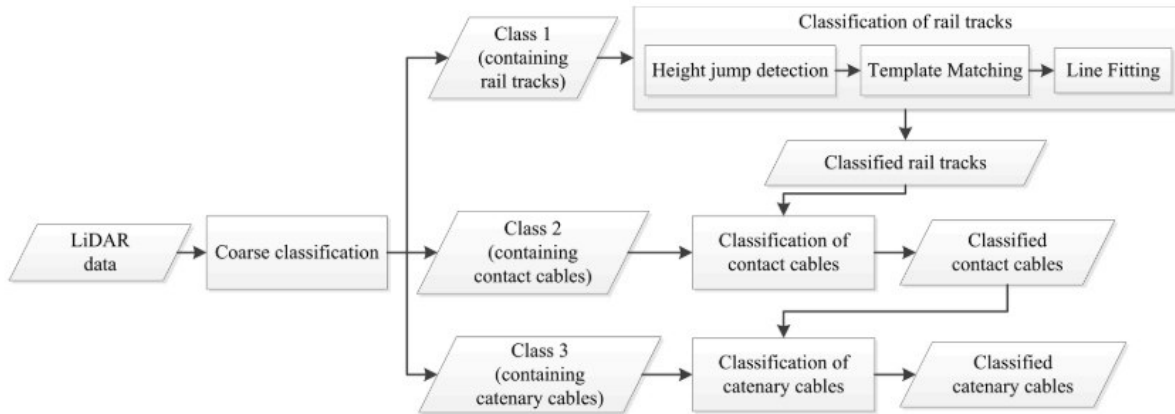 Class 1
(containing
rail tracks)
Classification of rail tracks
Height jump detection
Template Matching
Line Fitting
Classified rail tracks
LiDAR
data
Coarse classification
Class 2
(containing
contact cables)
Classification of
contact cables
Classified
contact cables
Class 3
(containing
catenary cables)
Classification of
catenary cables
Classified
catenary cables